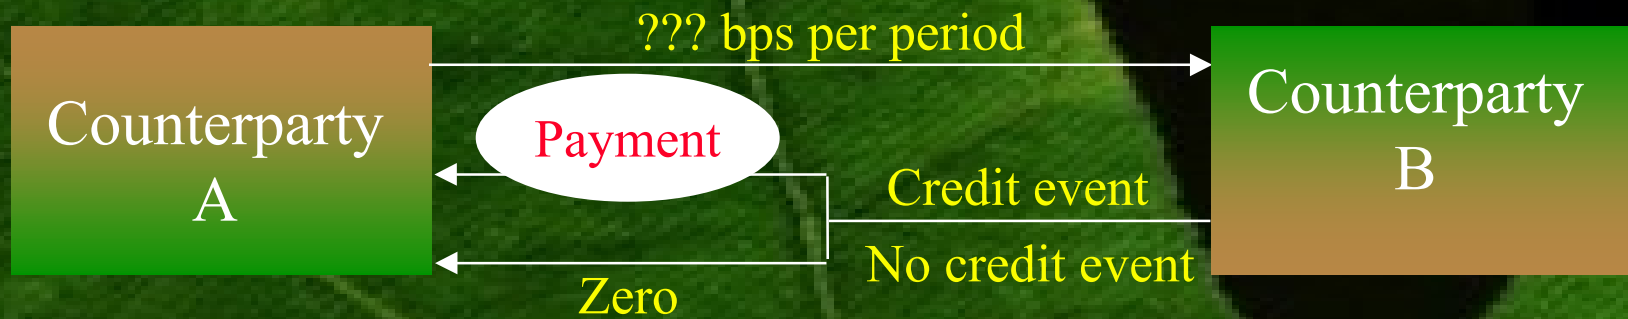 ??? bps per period
Counterparty
A
Payment
Counterparty
B
Credit event
No credit event
Zero